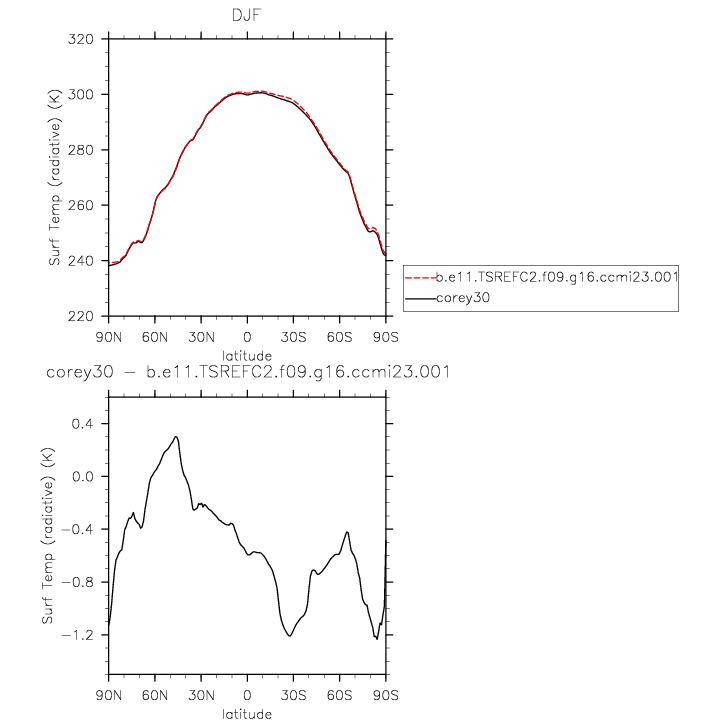 DJF
320
300
280
260
240
220
Surf Temp (radiative) (K)
90N 60N 30N 0 30S 60S 90S
latitude
b.e11.TSREFC2.f09.g16.ccmi23.001
corey30
corey30 − b.e11.TSREFC2.f09.g16.ccmi23.001
0.4
0.0
−0.4
−0.8
−1.2
Surf Temp (radiative) (K)
90N 60N 30N 0 30S 60S 90S
latitude